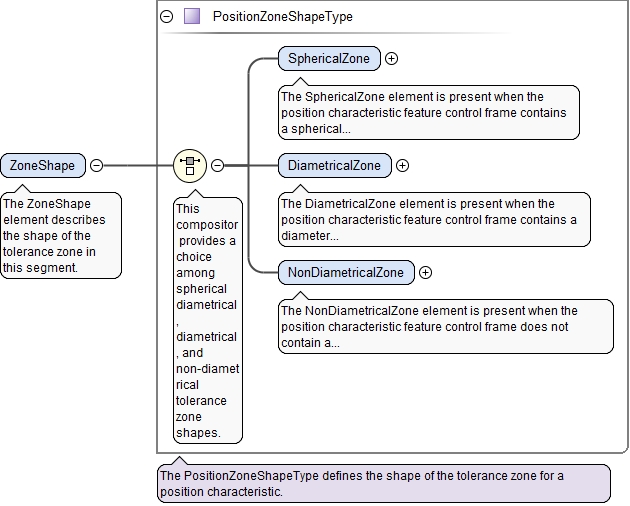 PositionZoneShapeType
SphericalZone
The SphericalZone element is present when the
position characteristic feature control frame contains
a spherical...
ZoneShape
The ZoneShape
element describes
the shape of the
tolerance zone in
this segment.
This
compositor
provides a
choice
among
spherical
diametrical
,
diametrical
, and
non-diamet
rical
tolerance
zone
shapes.
DiametricalZone
The DiametricalZone element is present when the
position characteristic feature control frame contains a
diameter...
NonDiametricalZone
The NonDiametricalZone element is present when the
position characteristic feature control frame does not
contain a...
The PositionZoneShapeType defines the shape of the tolerance zone for a
position characteristic.